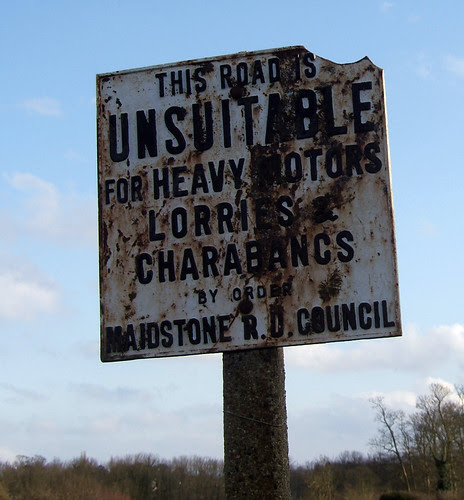 THIS ROAD IS
UNSUITABLE
FOR HEAVY MOTORS
LORRIES &
CHARABANCS
BY ORDER
MAIDSTONE R.D. COUNCIL